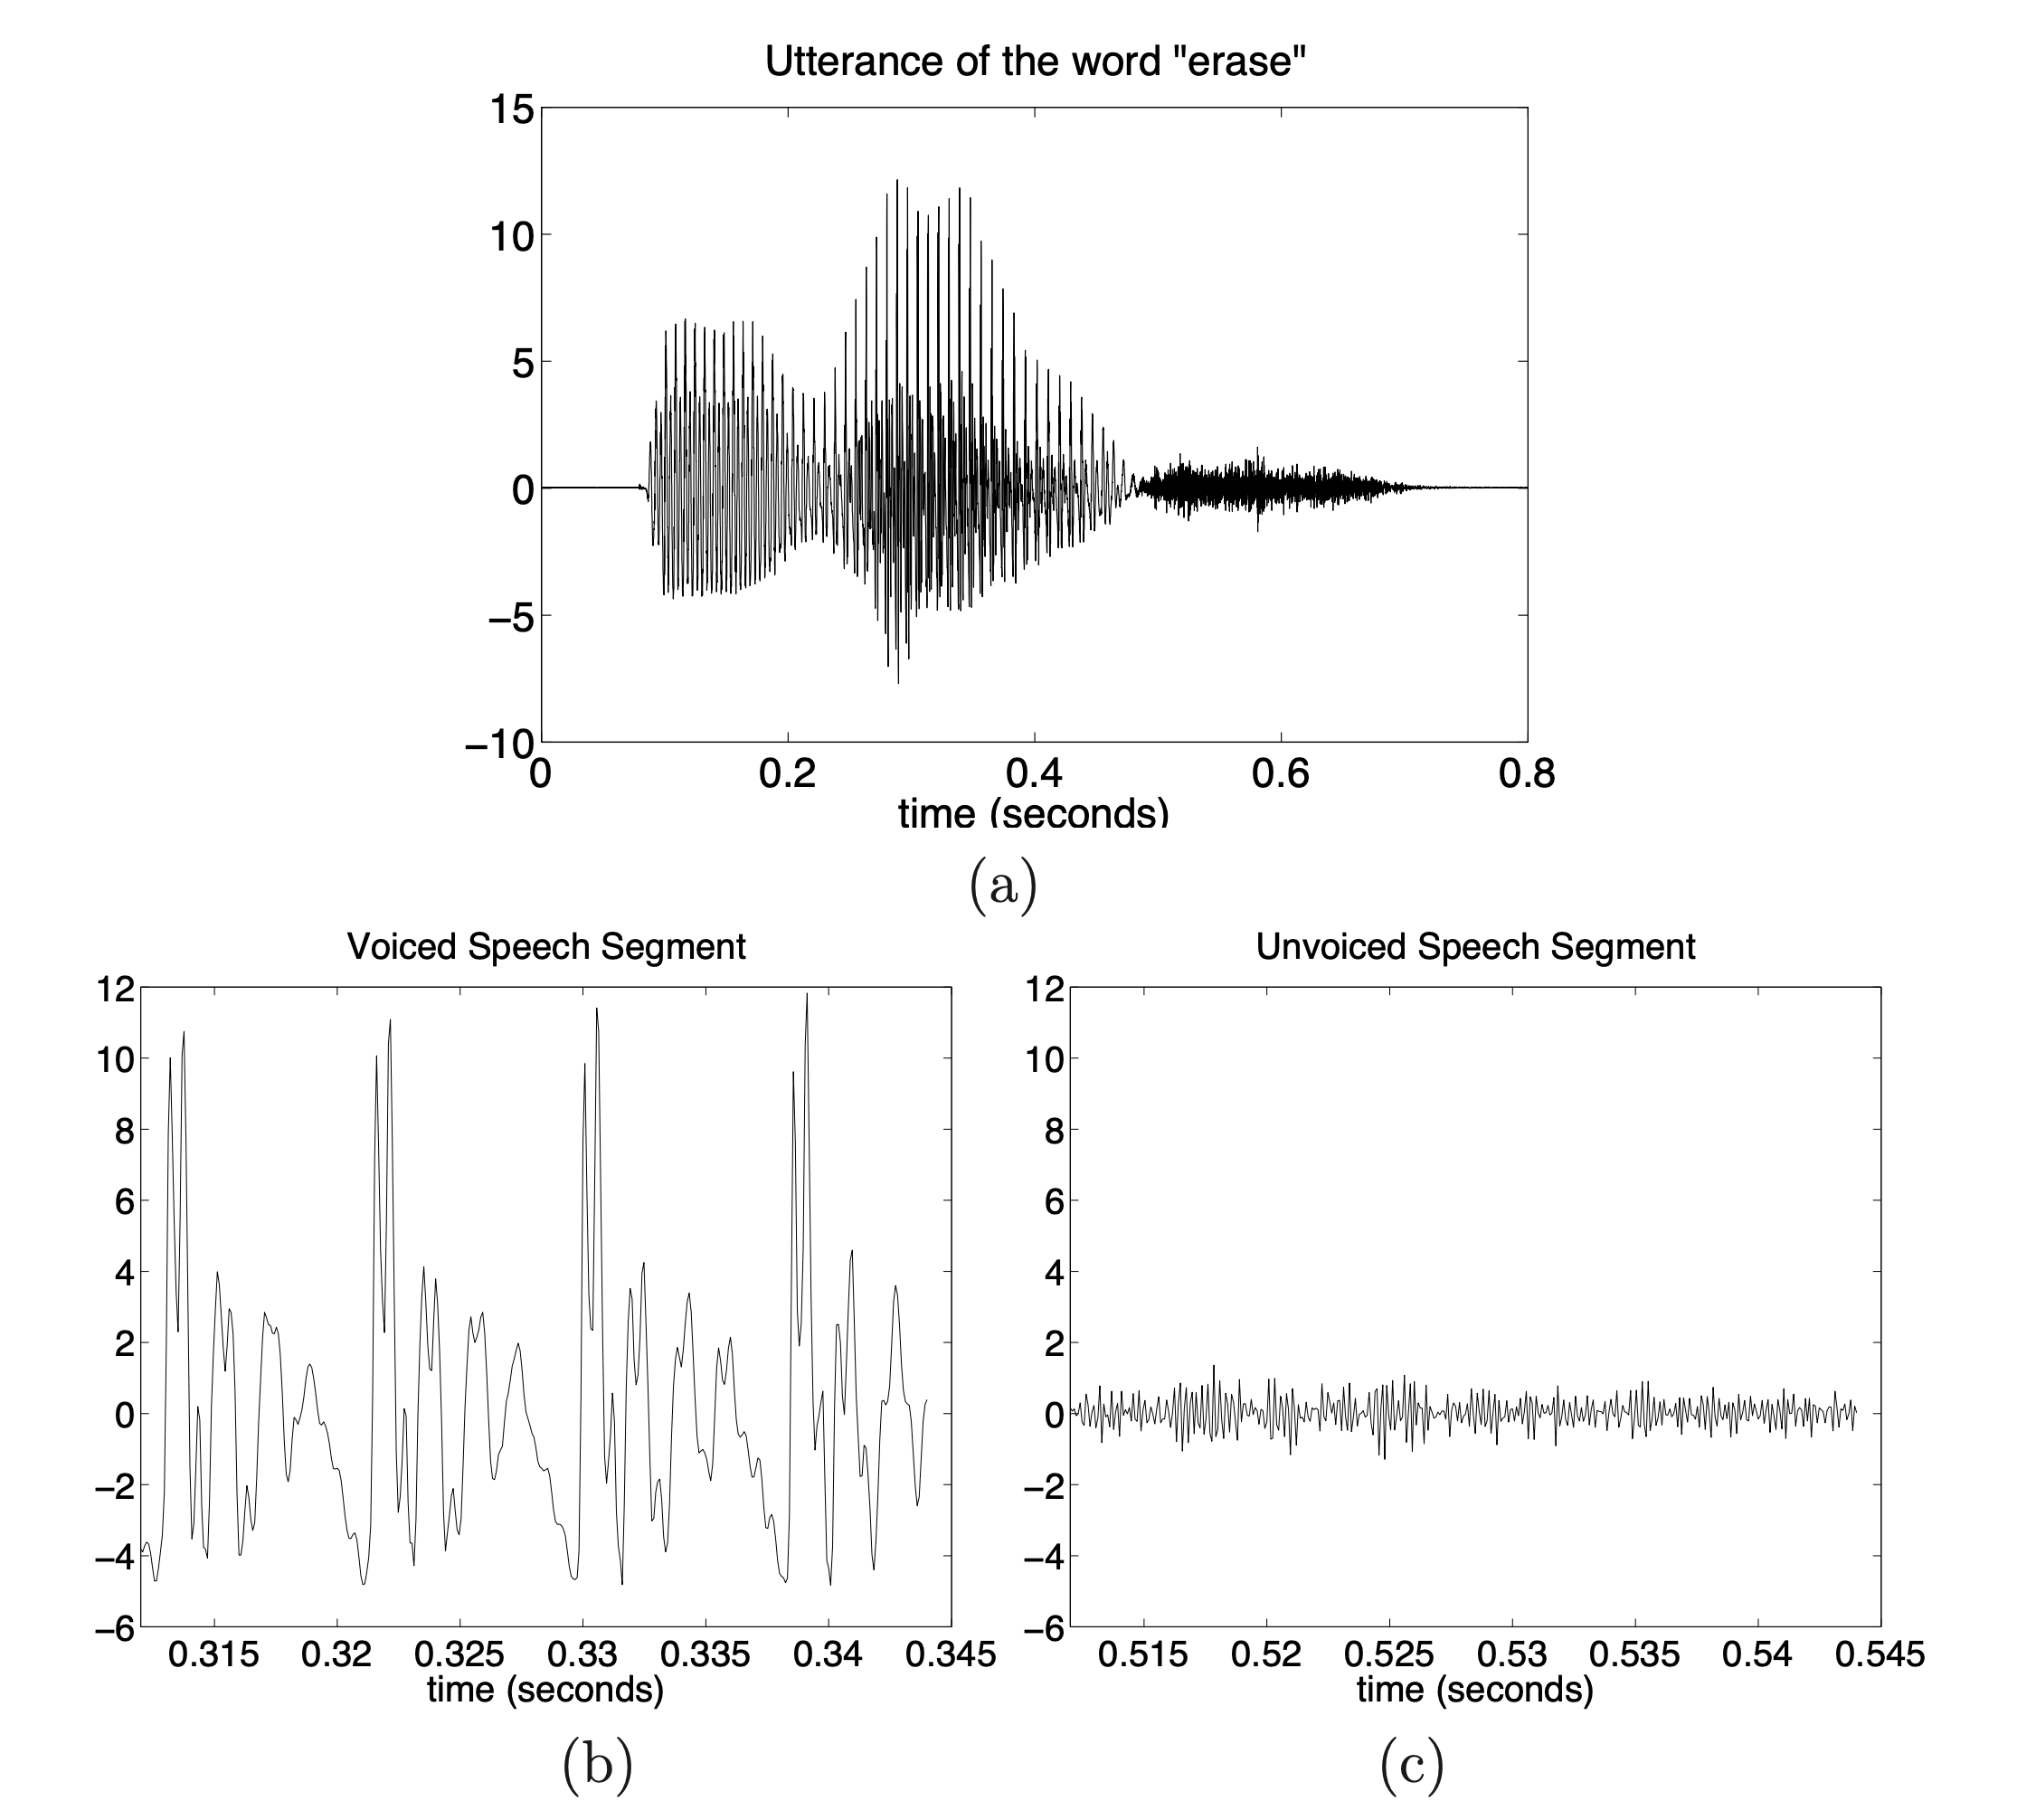 Utterance of the word "erase"
15
10
5
0
−5
−10
0 0.2 0.4 0.6 0.8
time (seconds)
(a)
Voiced Speech Segment
12
10
8
6
4
2
0
−2
−4
−6
0.315 0.32 0.325 0.33 0.335 0.34 0.345
time (seconds)
(b)
Unvoiced Speech Segment
12
10
8
6
4
2
0
−2
−4
−6
0.515 0.52 0.525 0.53 0.535 0.54 0.545
time (seconds)
(c)